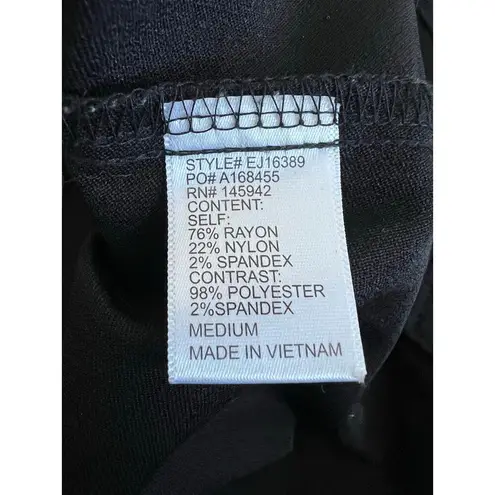 STYLE# EJ16389
PO# A168455
RN# 145942
CONTENT:
SELF:
76% RAYON
22% NYLON
2% SPANDEX
CONTRAST:
98% POLYESTER
2%SPANDEX
MEDIUM
MADE IN VIETNAM